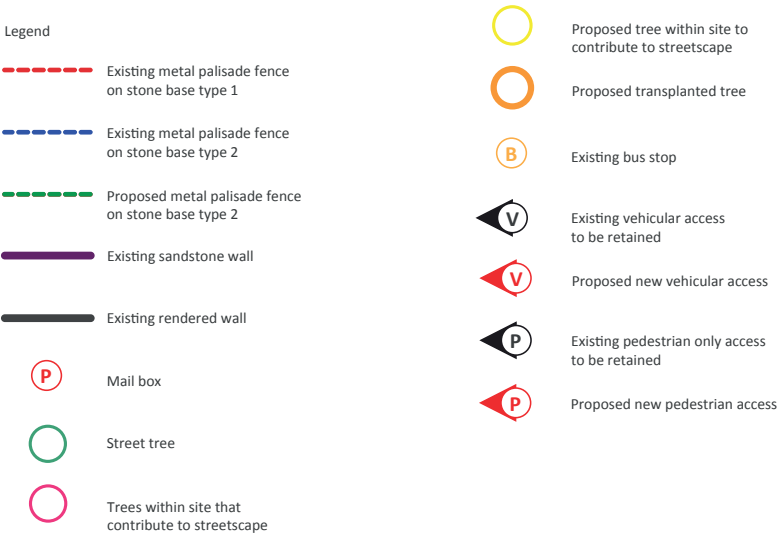 Legend
Existing metal palisade fence
on stone base type 1
Existing metal palisade fence
on stone base type 2
Proposed metal palisade fence
on stone base type 2
Existing sandstone wall
Existing rendered wall
P
Mail box
Street tree
Trees within site that
contribute to streetscape
Proposed tree within site to
contribute to streetscape
Proposed transplanted tree
B
Existing bus stop
V
Existing vehicular access
to be retained
V
Proposed new vehicular access
P
Existing pedestrian only access
to be retained
P
Proposed new pedestrian access